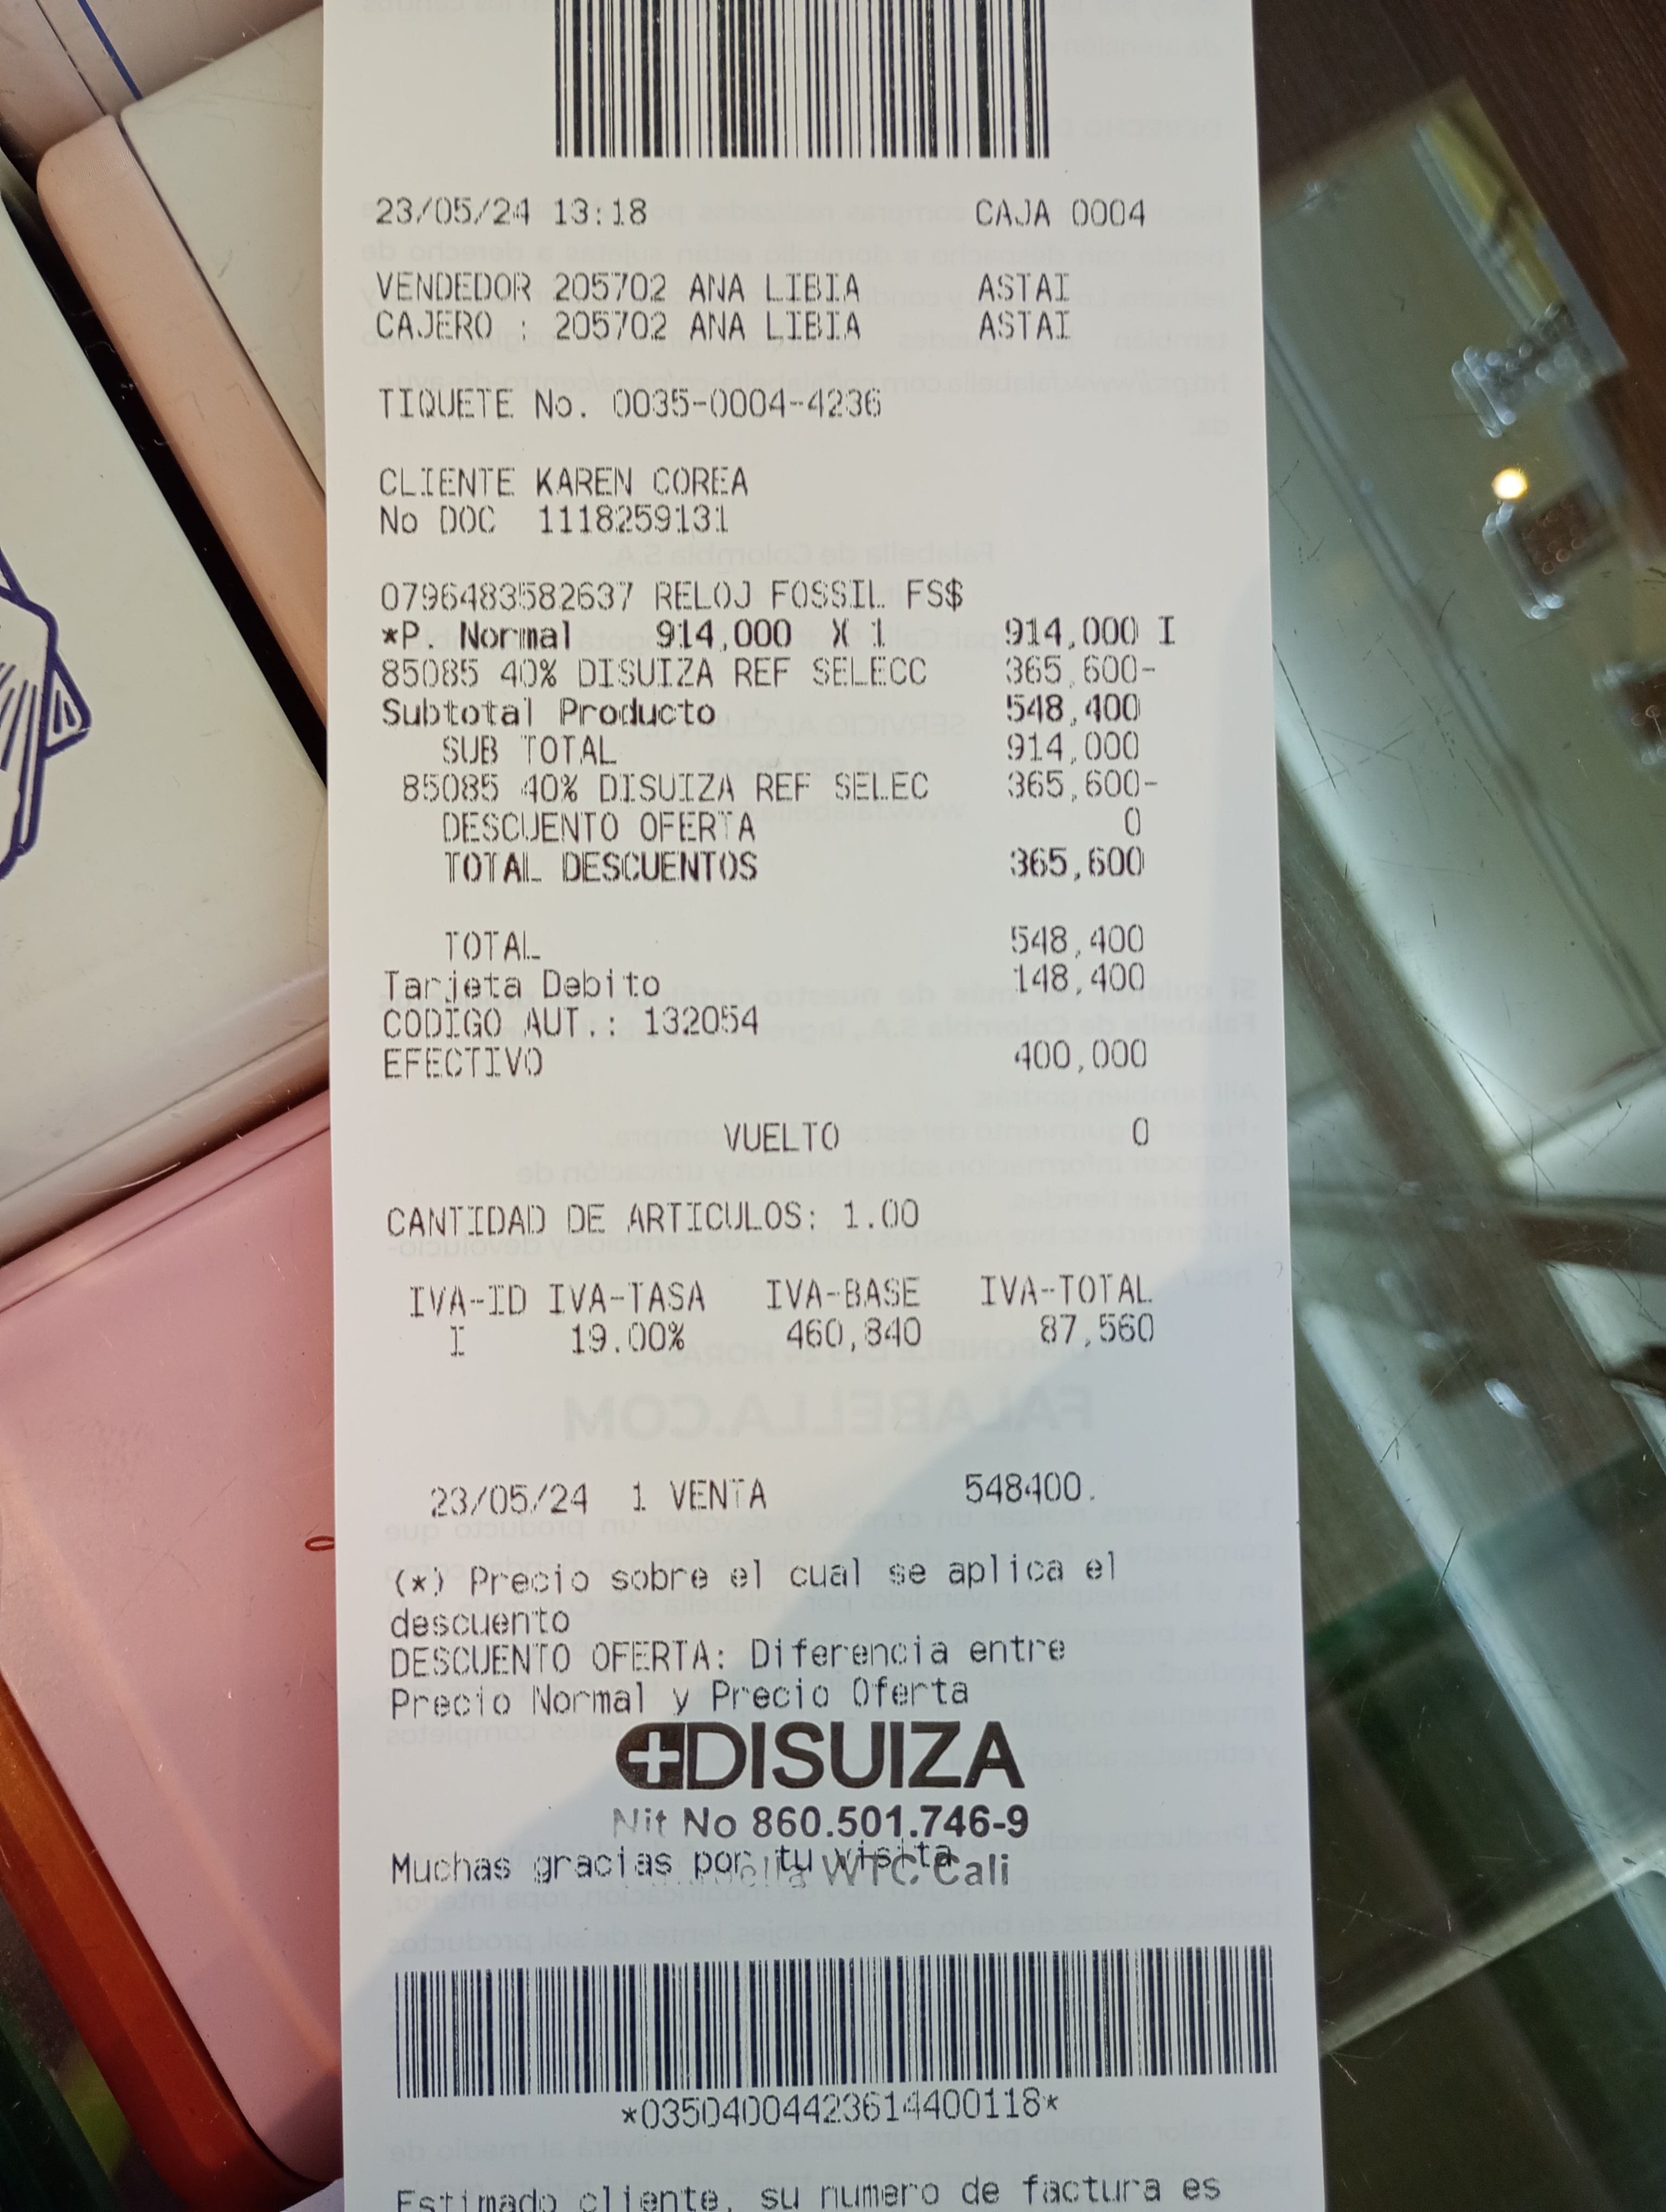 23/05/24 13:18 CAJA 0004
VENDEDOR 205702 ANA LIBIA ASTAI
CAJERO : 205702 ANA LIBIA ASTAI
TIQUETE No. 0035-0004-4236
CLIENTE KAREN COREA
No DOC 1118259131
0796483582637 RELOJ FOSSIL FS$
*P. Normal 914,000 X 1 914,000 I
85085 40% DISUIZA REF SELECC 365,600-
Subtotal Producto 548,400
SUB TOTAL 914,000
85085 40% DISUIZA REF SELEC 365,600-
DESCUENTO OFERTA 0
TOTAL DESCUENTOS 365,600
TOTAL 548,400
Tarjeta Debito 148,400
CODIGO AUT.: 132054
EFECTIVO 400,000
VUELTO 0
CANTIDAD DE ARTICULOS: 1.00
IVA-ID IVA-TASA IVA-BASE IVA-TOTAL
I 19.00% 460,840 87,560
23/05/24 1 VENTA 548400.
(*) Precio sobre el cual se aplica el
descuento
DESCUENTO OFERTA: Diferencia entre
Precio Normal y Precio Oferta
DISUIZA
Nit No 860.501.746-9
Muchas gracias por tu visita
WTC Cali
*03504004423614400118*
Estimado cliente, su numero de factura es